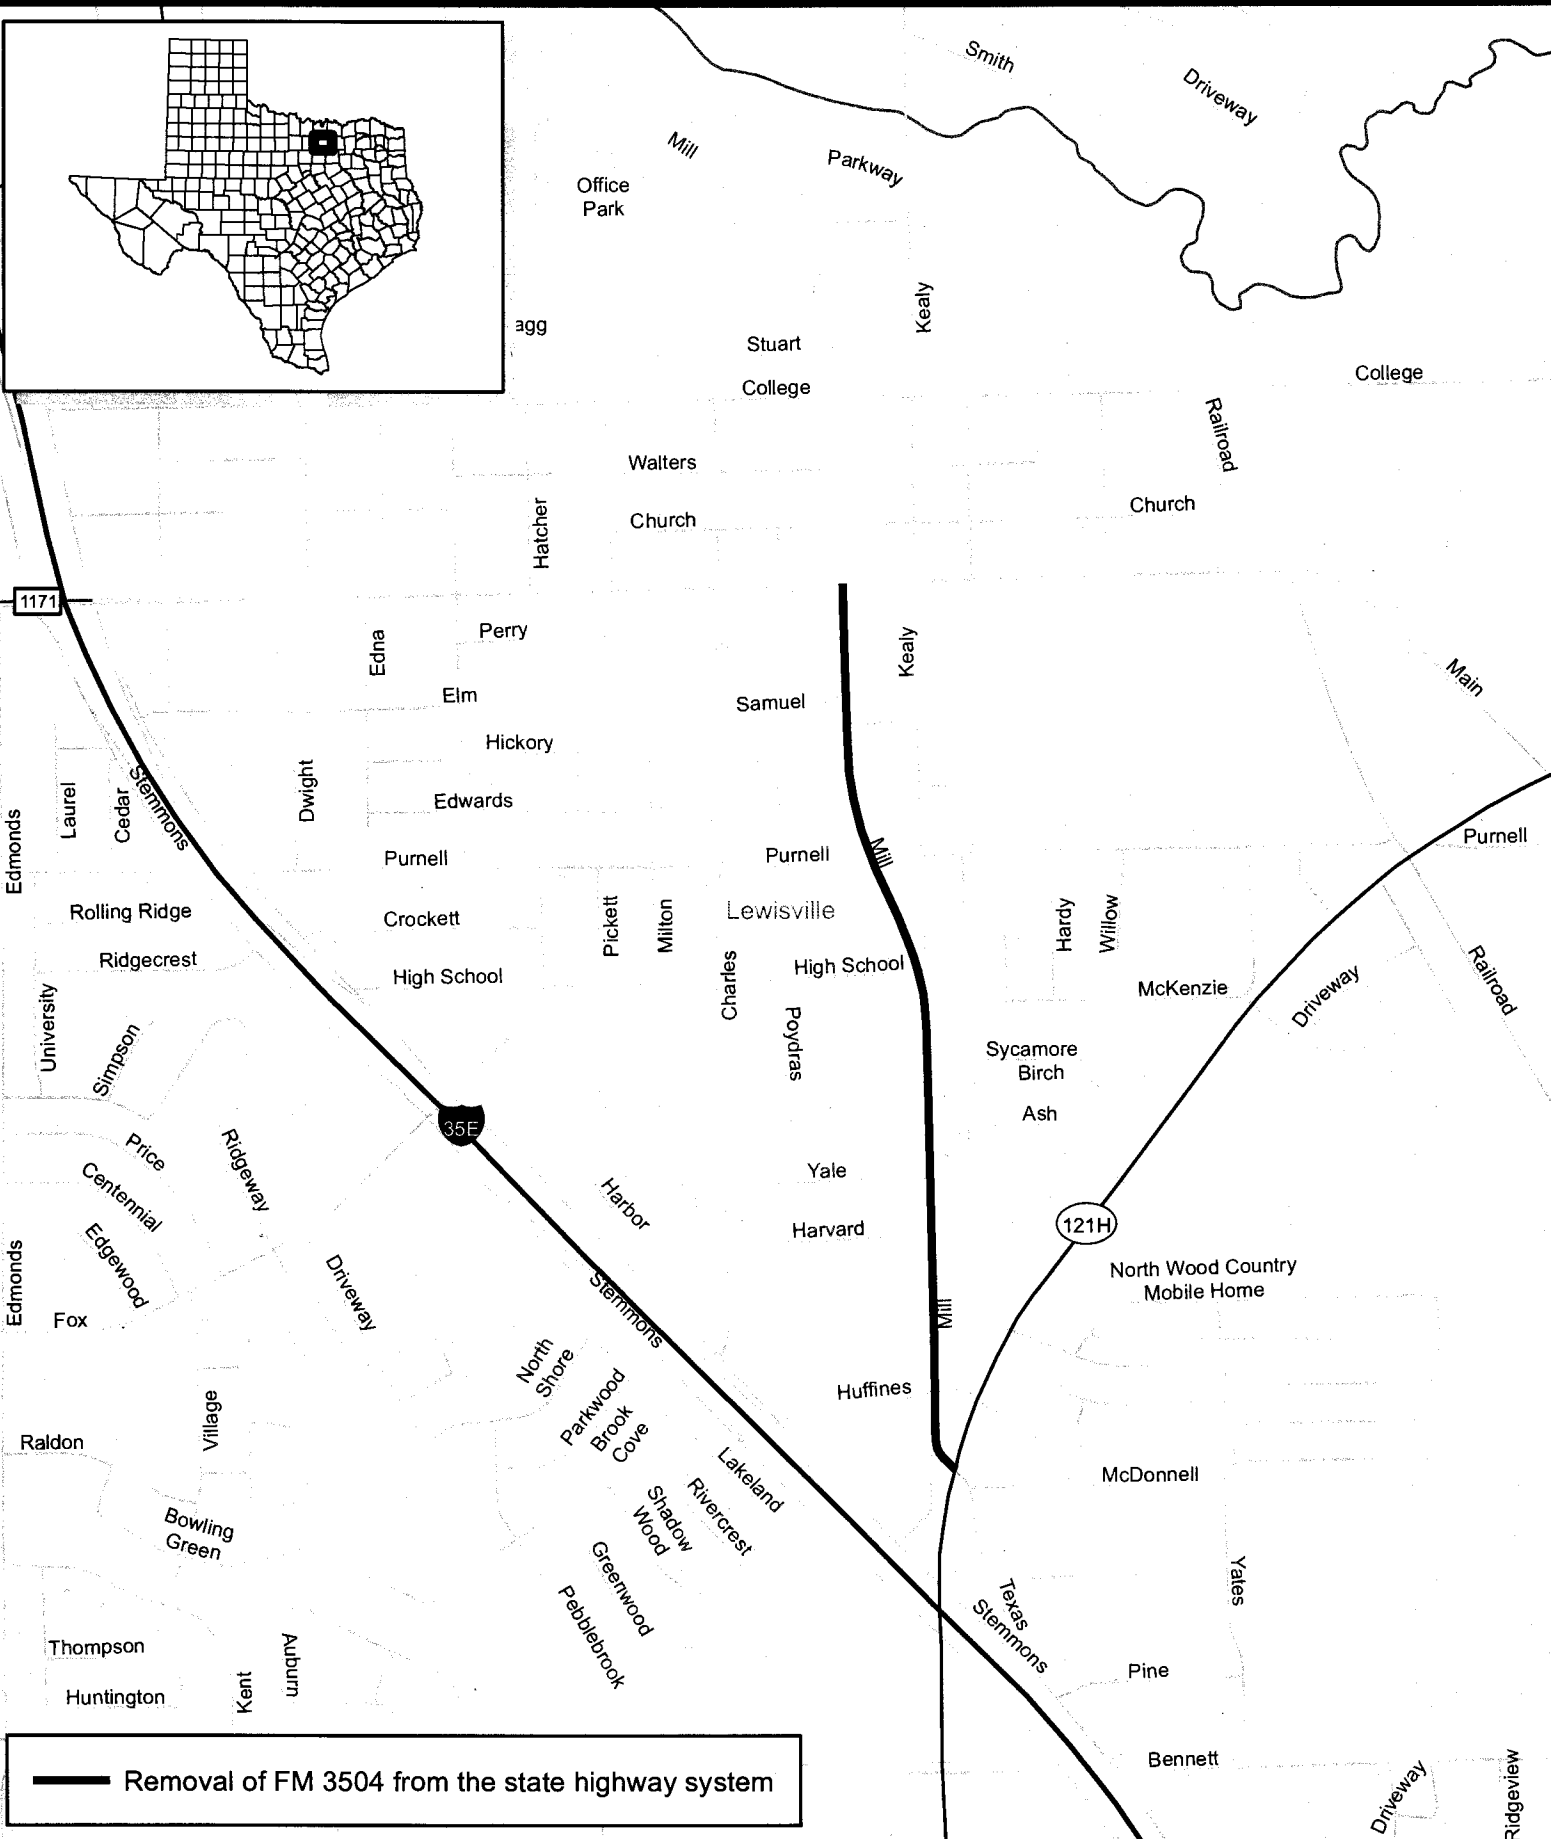 Smith
Driveway
Mill
Parkway
Office
Park
Kealy
agg
Stuart
College
College
Railroad
Walters
Church
Church
Hatcher
1171
Perry
Edna
Kealy
Elm
Samuel
Main
Hickory
Stemmons
Laurel
Cedar
Dwight
Edwards
Edmonds
Purnell
Purnell
Mill
Purnell
Rolling Ridge
Crockett
Pickett
Milton
Lewisville
Hardy
Willow
Ridgecrest
High School
Charles
High School
McKenzie
Driveway
Railroad
University
Simpson
Poydras
Sycamore
Birch
Ash
35E
Price
Ridgeway
Centennial
Yale
Harbor
Harvard
121H
Edgewood
Edmonds
Driveway
North Wood Country
Mobile Home
Stemmons
Mill
Fox
North
Shore
Huffines
Parkwood
Brook
Cove
Village
Raldon
Lakeland
McDonnell
Rivercrest
Shadow
Wood
Bowling
Green
Greenwood
Pebblebrook
Texas
Stemmons
Yates
Thompson
Auburn
Kent
Huntington
Pine
Bennett
Driveway
Ridgeview
Removal of FM 3504 from the state highway system